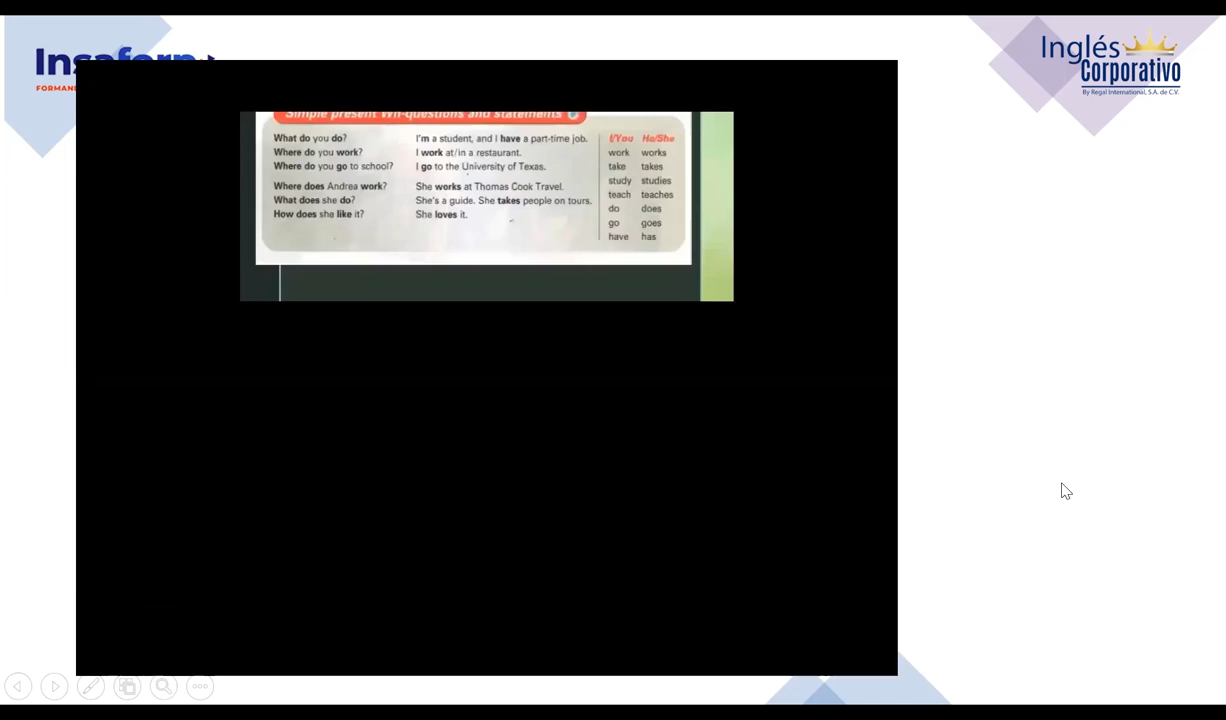 Insaforp
FORMAN
Inglés
Corporativo
By Regal International, S.A. de C.V.
Simple present Wh-questions and statements
What do you do? I'm a student, and I have a part-time job.
Where do you work? I work at/in a restaurant.
Where do you go to school? I go to the University of Texas.
Where does Andrea work? She works at Thomas Cook Travel.
What does she do? She's a guide. She takes people on tours.
How does she like it? She loves it.
I/You He/She
work works
take takes
study studies
teach teaches
do does
go goes
have has